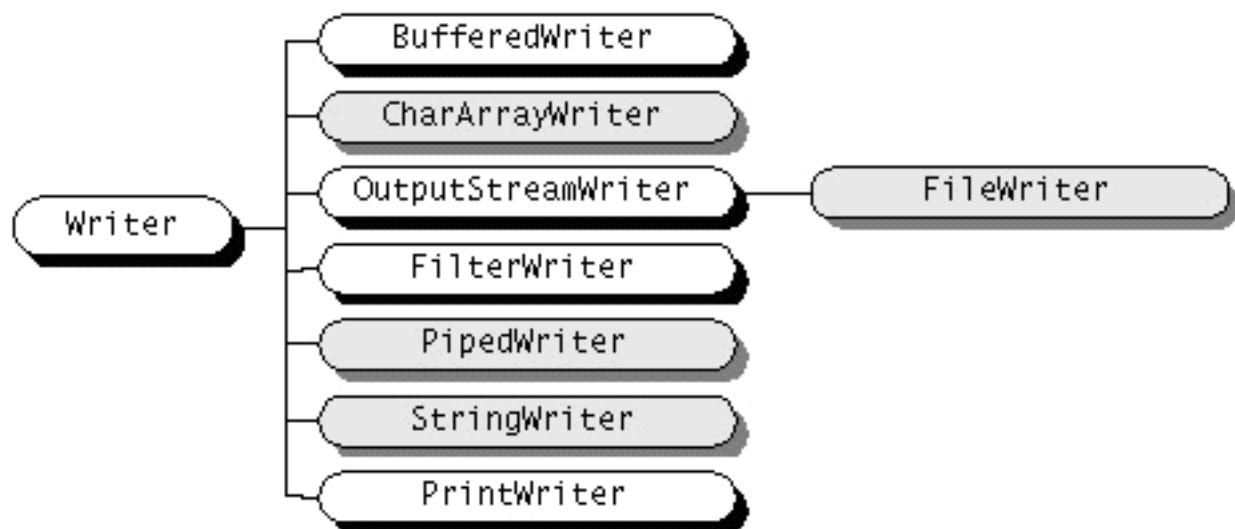 BufferedWriter
CharArrayWriter
OutputStreamWriter
FileWriter
Writer
FilterWriter
PipedWriter
StringWriter
PrintWriter